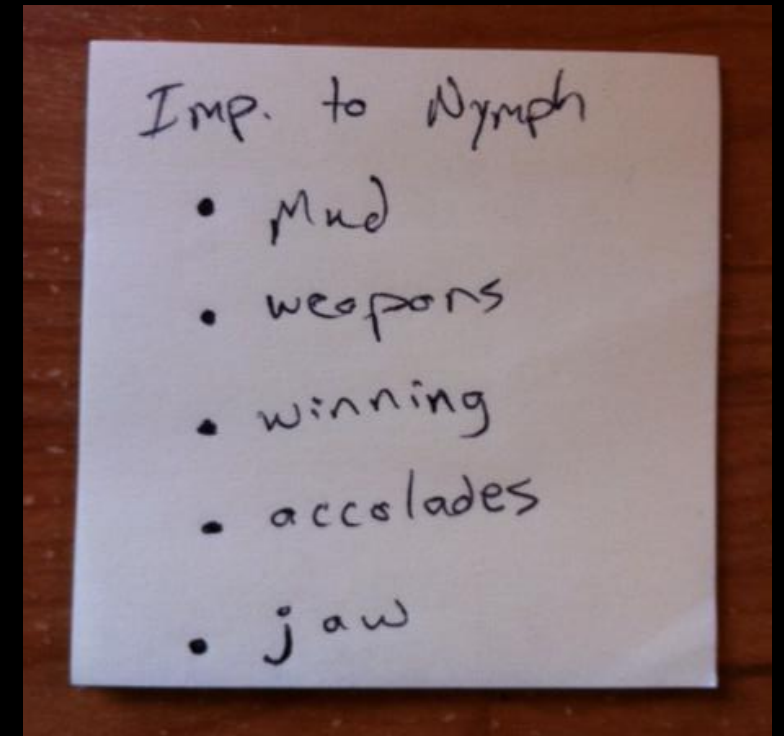 Imp. to Nymph
• Mud
• weapons
• winning
• accolades
• jaw